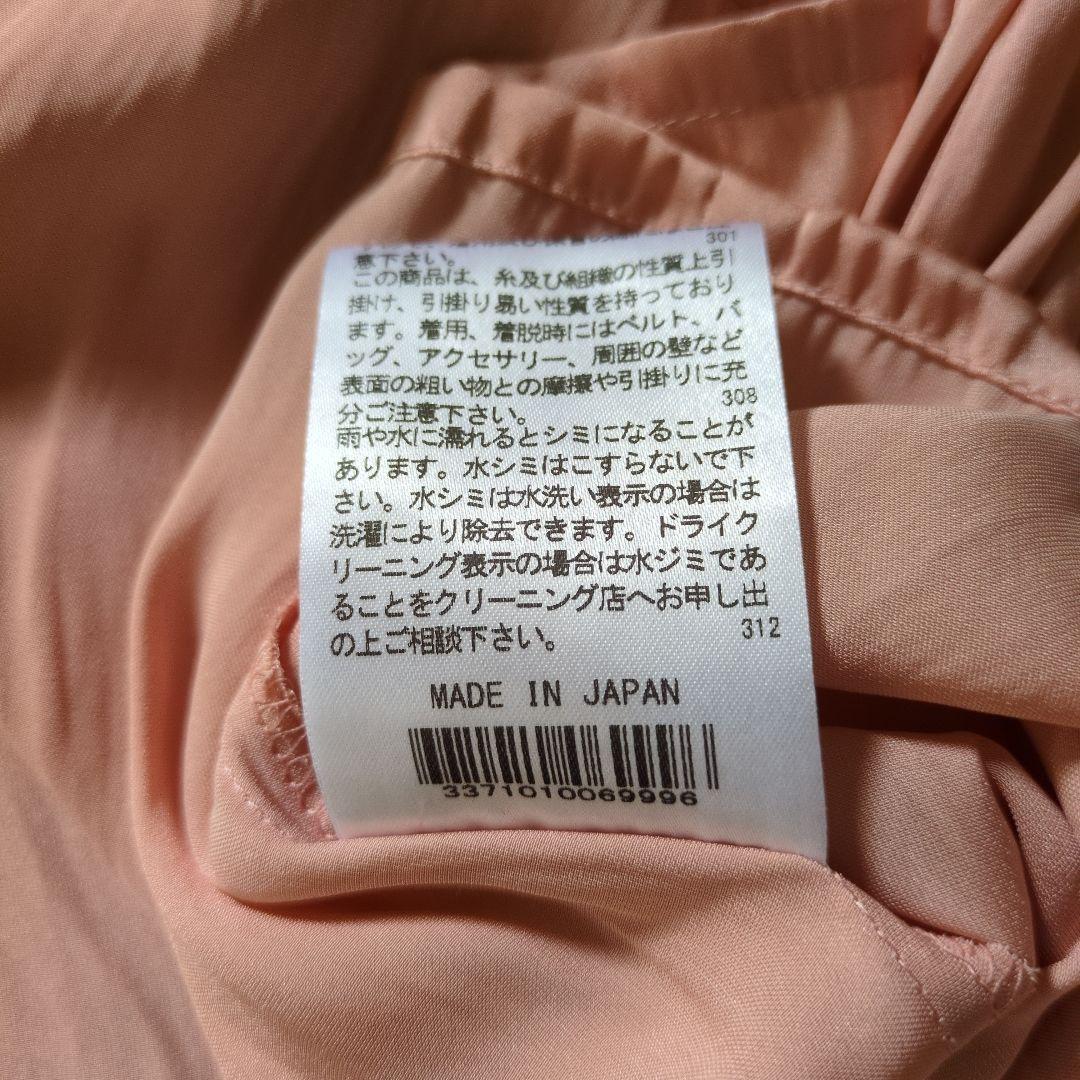 301
意下さい。
この商品は、糸及び組織の性質上引
掛け、引掛り易い性質を持っており
ます。着用、着脱時にはベルト、バ
ッグ、アクセサリー、周囲の壁など
表面の粗い物との摩擦や引掛りに充
分ご注意下さい。 308
雨や水に濡れるとシミになることが
あります。水シミはこすらないで下
さい。水シミは水洗い表示の場合は
洗濯により除去できます。ドライク
リーニング表示の場合は水ジミであ
ることをクリーニング店へお申し出
の上ご相談下さい。 312
MADE IN JAPAN
3371010069996